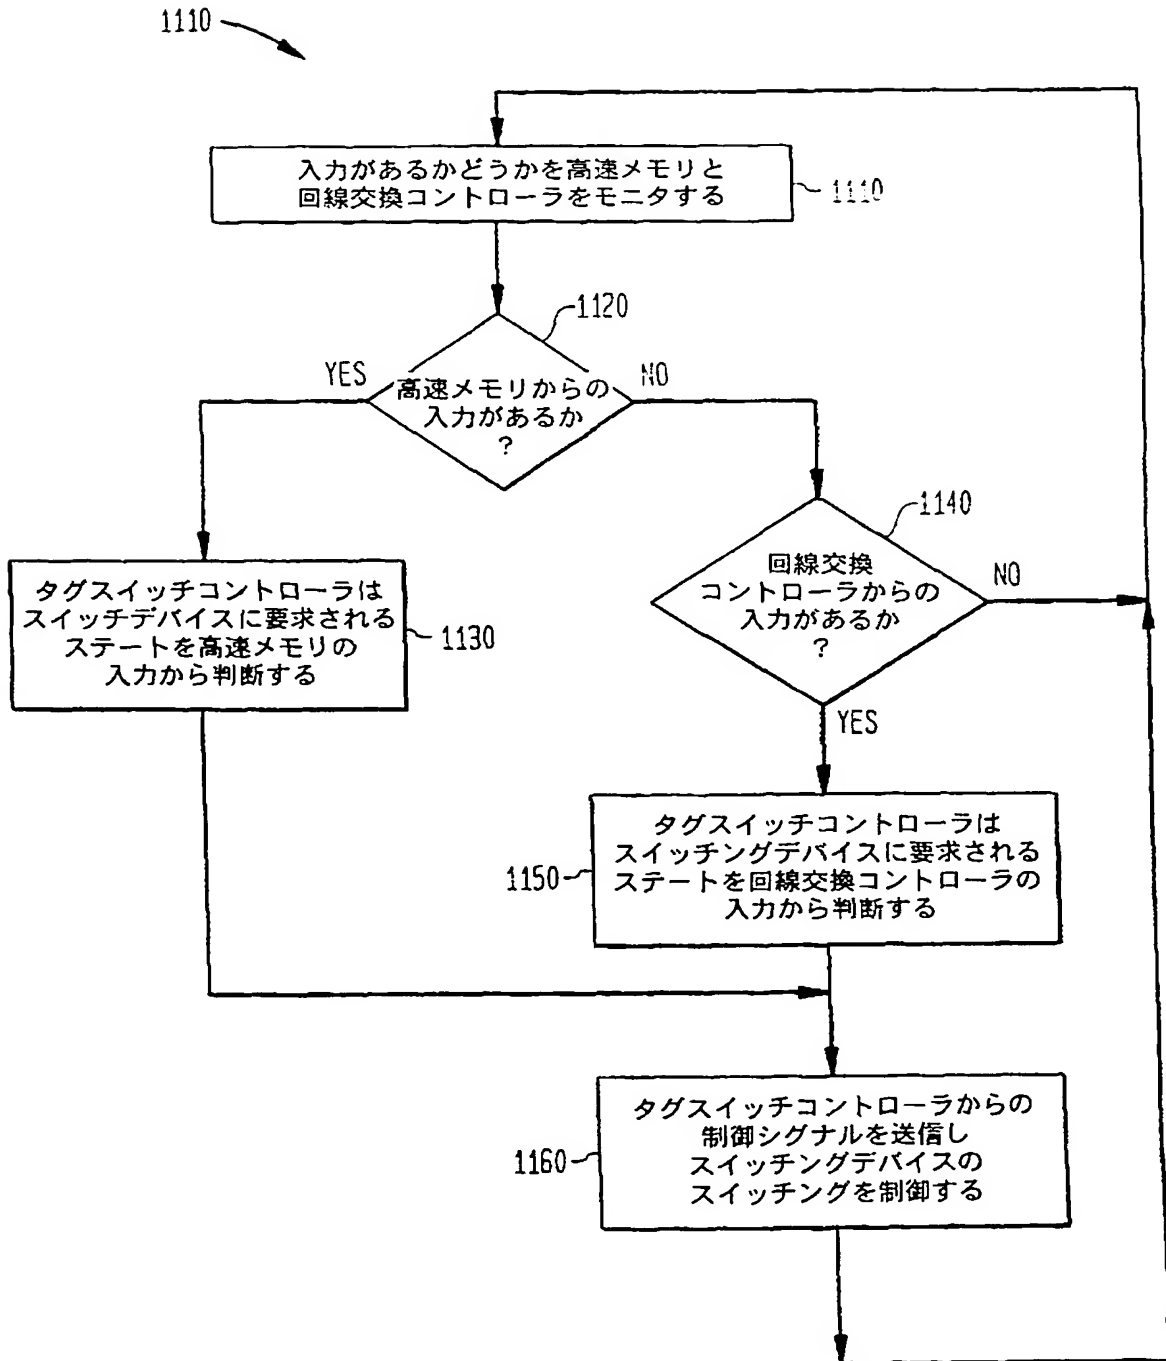 1110
入力があるかどうかを高速メモリと
回線交換コントローラをモニタする
1110
1120
YES
NO
高速メモリからの
入力があるか
?
1140
回線交換
コントローラからの
入力があるか
?
NO
YES
タグスイッチコントローラは
スイッチデバイスに要求される
ステートを高速メモリの
入力から判断する
1130
タグスイッチコントローラは
スイッチングデバイスに要求される
ステートを回線交換コントローラの
入力から判断する
1150
タグスイッチコントローラからの
制御シグナルを送信し
スイッチングデバイスの
スイッチングを制御する
1160